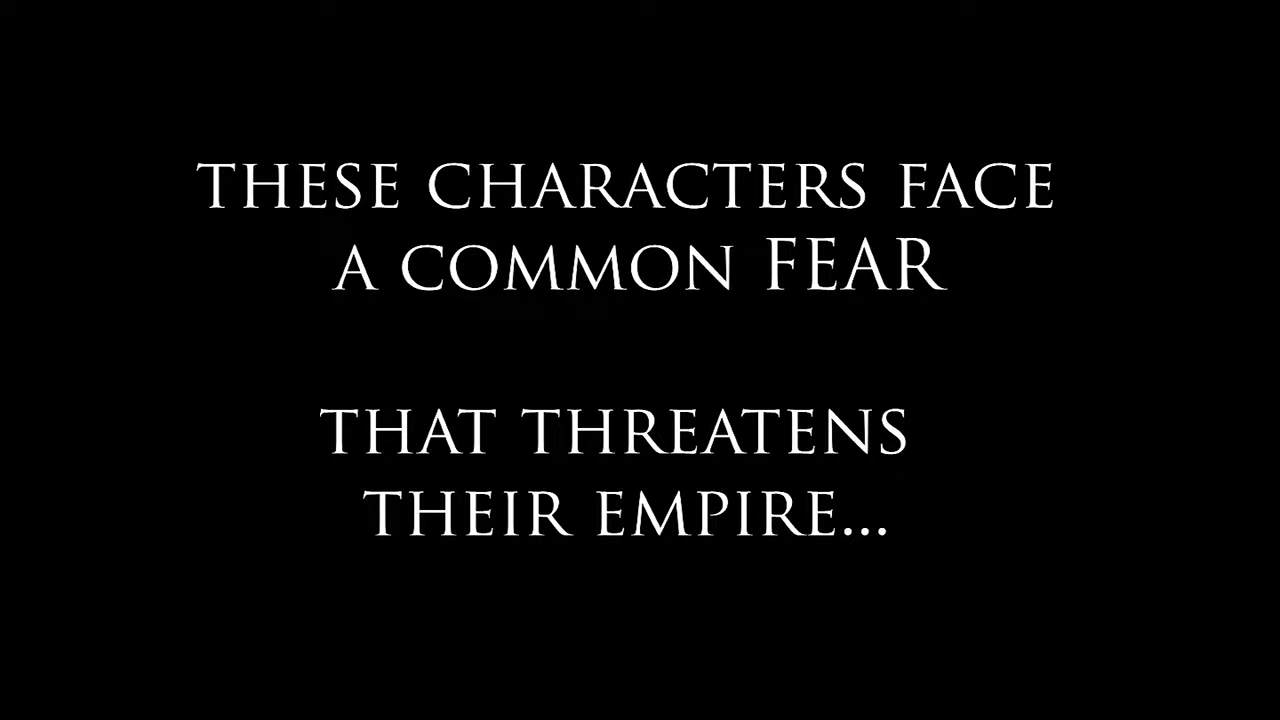 THESE CHARACTERS FACE
A COMMON FEAR
THAT THREATENS
THEIR EMPIRE...